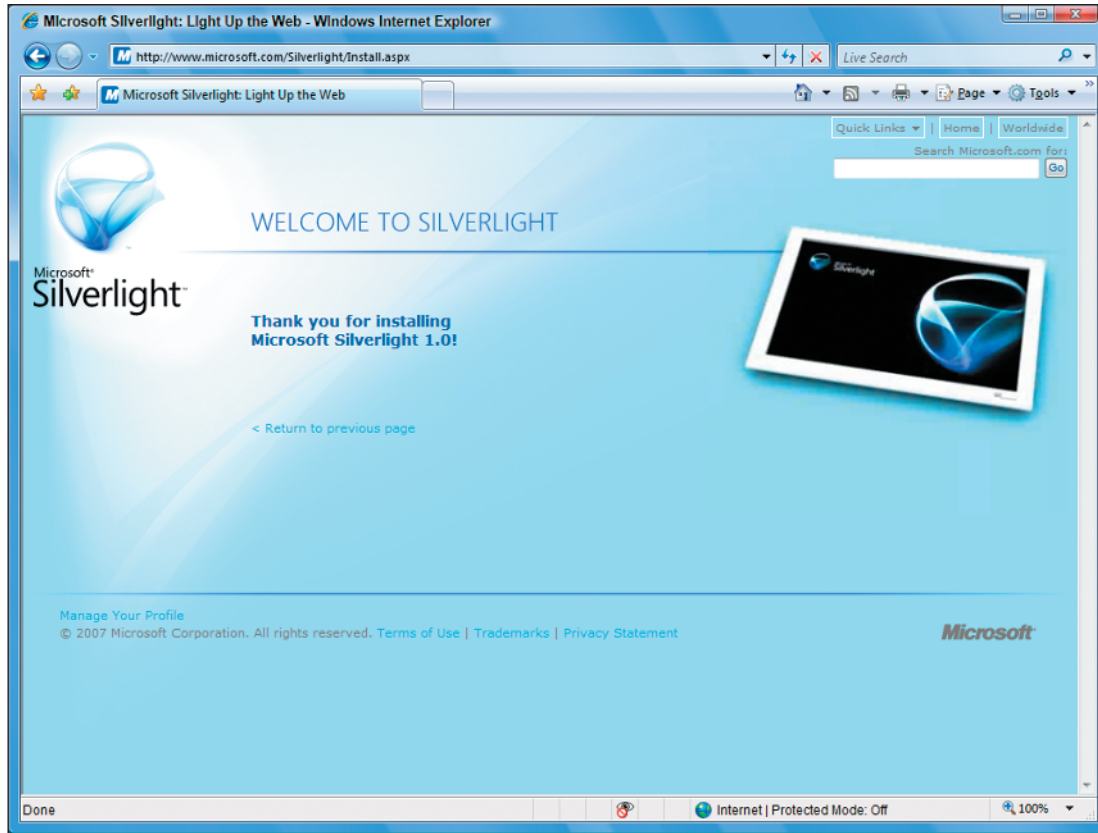 Microsoft Silverlight: Light Up the Web - Windows Internet Explorer
http://www.microsoft.com/Silverlight/Install.aspx
Live Search
Microsoft Silverlight: Light Up the Web
Page
Tools
Quick Links | Home | Worldwide
Search Microsoft.com for:
Go
WELCOME TO SILVERLIGHT
Microsoft®
Silverlight™
Silverlight
Thank you for installing
Microsoft Silverlight 1.0!
< Return to previous page
Manage Your Profile
© 2007 Microsoft Corporation. All rights reserved. Terms of Use | Trademarks | Privacy Statement
Microsoft
Done
Internet | Protected Mode: Off
100%